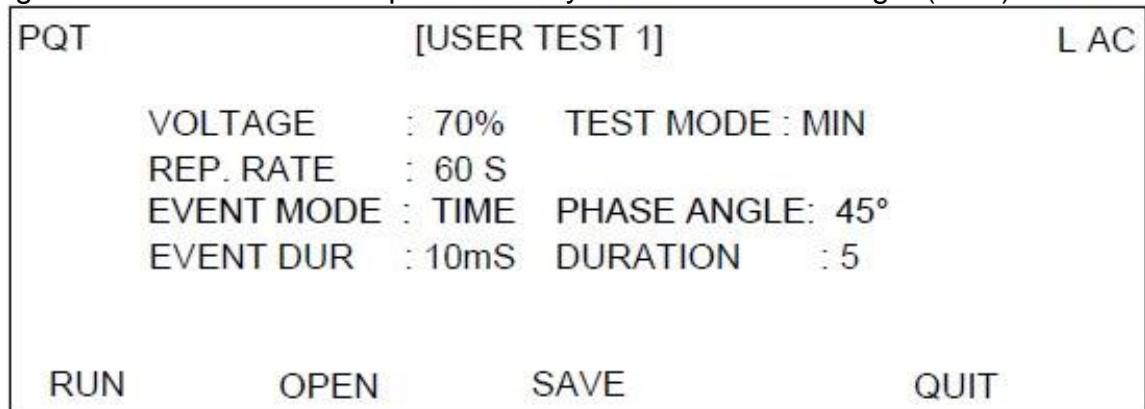 PQT [USER TEST 1] L AC
VOLTAGE : 70% TEST MODE : MIN
REP. RATE : 60 S
EVENT MODE : TIME PHASE ANGLE: 45°
EVENT DUR : 10mS DURATION : 5
RUN OPEN SAVE QUIT